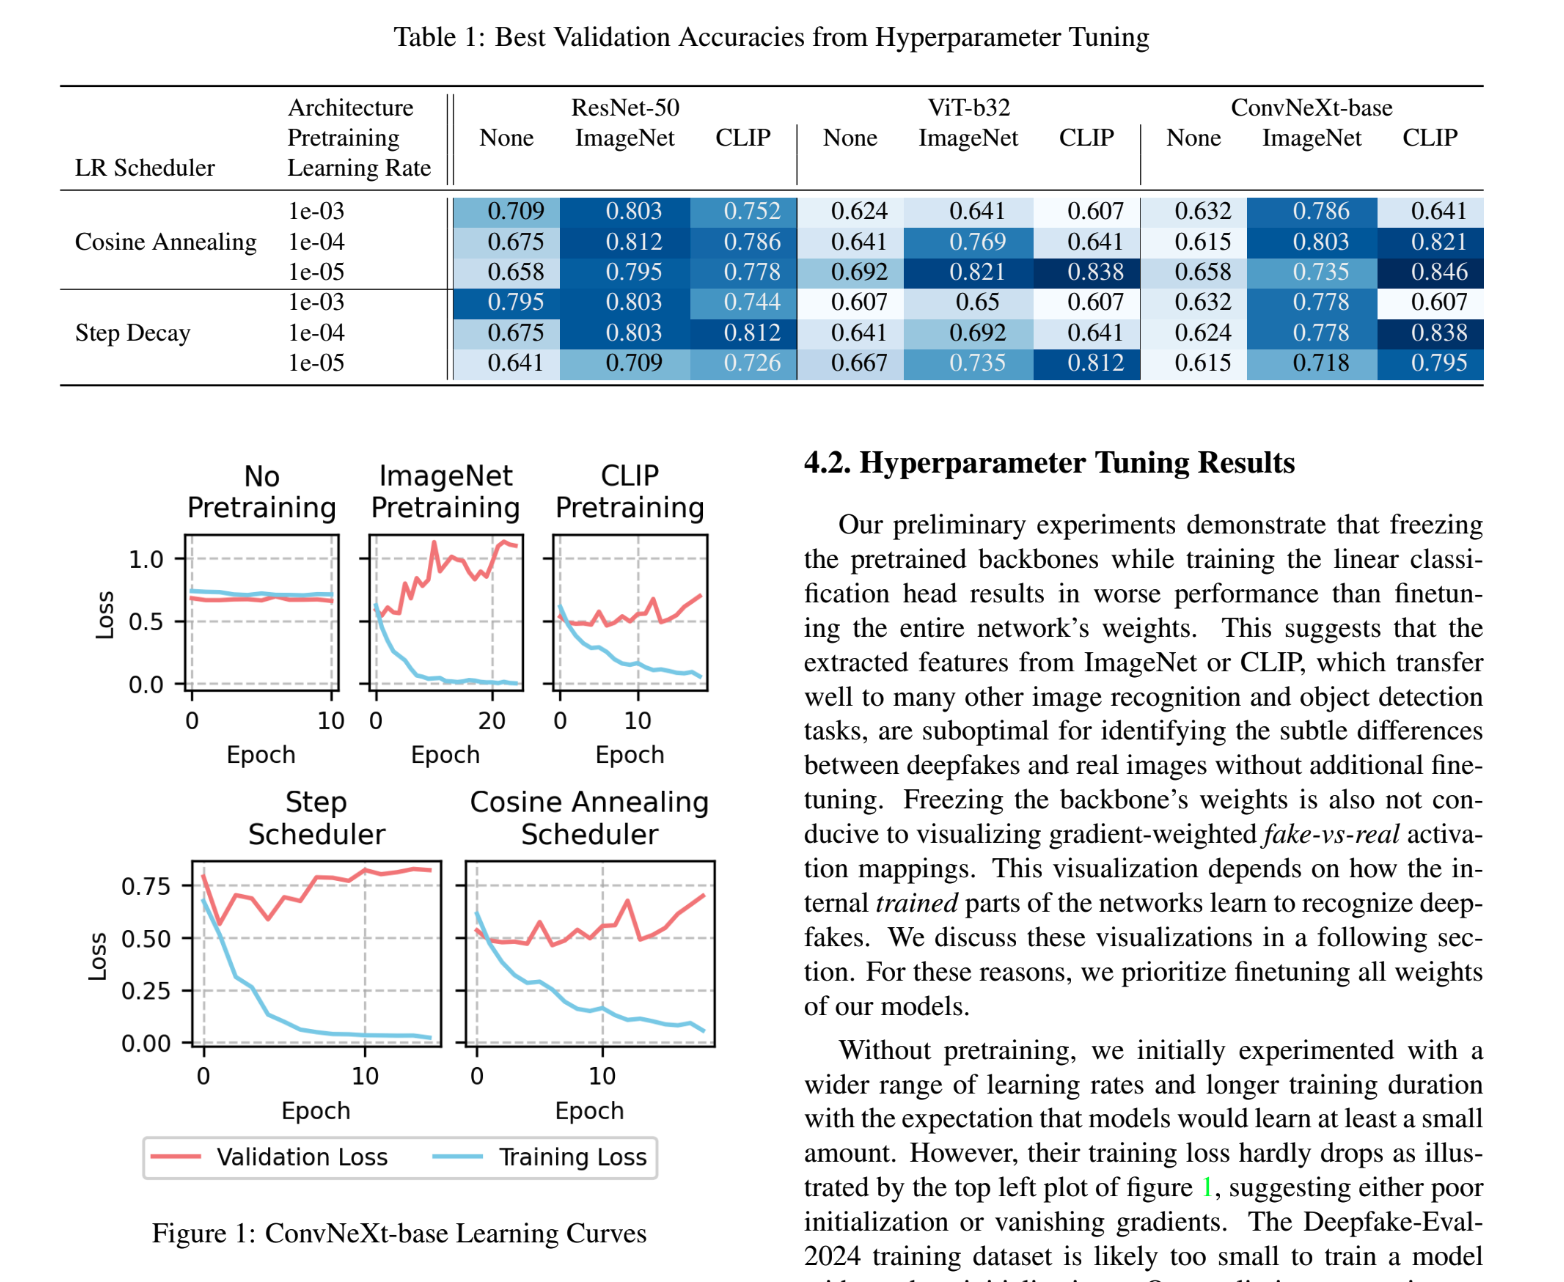 Table 1: Best Validation Accuracies from Hyperparameter Tuning
Architecture ResNet-50 ViT-b32 ConvNeXt-base
Pretraining None ImageNet CLIP None ImageNet CLIP None ImageNet CLIP
LR Scheduler Learning Rate
1e-03 0.709 0.803 0.752 0.624 0.641 0.607 0.632 0.786 0.641
Cosine Annealing 1e-04 0.675 0.812 0.786 0.641 0.769 0.641 0.615 0.803 0.821
1e-05 0.658 0.795 0.778 0.692 0.821 0.838 0.658 0.735 0.846
1e-03 0.795 0.803 0.744 0.607 0.65 0.607 0.632 0.778 0.607
Step Decay 1e-04 0.675 0.803 0.812 0.641 0.692 0.641 0.624 0.778 0.838
1e-05 0.641 0.709 0.726 0.667 0.735 0.812 0.615 0.718 0.795
No ImageNet CLIP
Pretraining Pretraining Pretraining
1.0
0.5
0.0
Loss
0 10 0 20 0 10
Epoch Epoch Epoch
Step Cosine Annealing
Scheduler Scheduler
0.75
0.50
0.25
0.00
Loss
0 10 0 10
Epoch Epoch
Validation Loss Training Loss
Figure 1: ConvNeXt-base Learning Curves
4.2. Hyperparameter Tuning Results
Our preliminary experiments demonstrate that freezing
the pretrained backbones while training the linear classi-
fication head results in worse performance than finetun-
ing the entire network's weights. This suggests that the
extracted features from ImageNet or CLIP, which transfer
well to many other image recognition and object detection
tasks, are suboptimal for identifying the subtle differences
between deepfakes and real images without additional fine-
tuning. Freezing the backbone's weights is also not con-
ducive to visualizing gradient-weighted fake-vs-real activa-
tion mappings. This visualization depends on how the in-
ternal trained parts of the networks learn to recognize deep-
fakes. We discuss these visualizations in a following sec-
tion. For these reasons, we prioritize finetuning all weights
of our models.
Without pretraining, we initially experimented with a
wider range of learning rates and longer training duration
with the expectation that models would learn at least a small
amount. However, their training loss hardly drops as illus-
trated by the top left plot of figure 1, suggesting either poor
initialization or vanishing gradients. The Deepfake-Eval-
2024 training dataset is likely too small to train a model